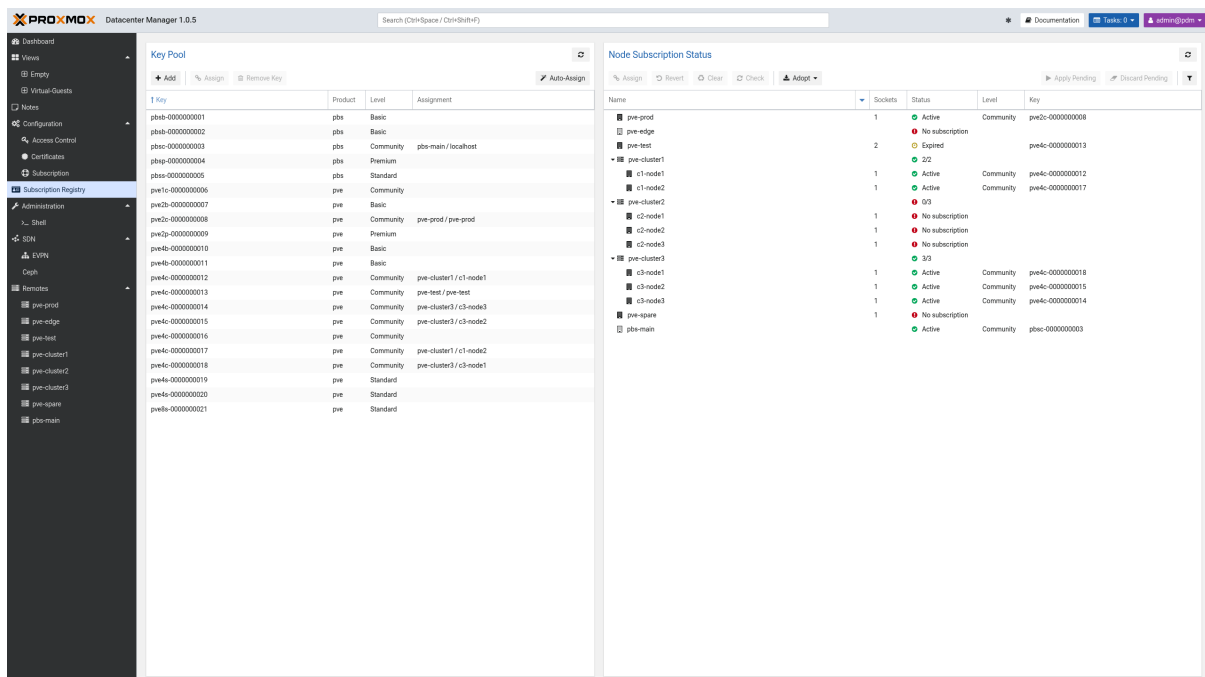 PROXMOX Datacenter Manager 1.0.5
Search (Ctrl+Space / Ctrl+Shift+F)
Documentation
Tasks: 0
admin@pdm
Dashboard
Views
Empty
Virtual-Guests
Notes
Configuration
Access Control
Certificates
Subscription
Subscription Registry
Administration
Shell
SDN
EVPN
Ceph
Remotes
pve-prod
pve-edge
pve-test
pve-cluster1
pve-cluster2
pve-cluster3
pve-spare
pbs-main
Key Pool
Add Assign Remove Key Auto-Assign
Key Product Level Assignment
pbsb-0000000001 pbs Basic
pbsb-0000000002 pbs Basic
pbsc-0000000003 pbs Community pbs-main / localhost
pbsp-0000000004 pbs Premium
pbss-0000000005 pbs Standard
pve1c-0000000006 pve Community
pve2b-0000000007 pve Basic
pve2c-0000000008 pve Community pve-prod / pve-prod
pve2p-0000000009 pve Premium
pve4b-0000000010 pve Basic
pve4b-0000000011 pve Basic
pve4c-0000000012 pve Community pve-cluster1 / c1-node1
pve4c-0000000013 pve Community pve-test / pve-test
pve4c-0000000014 pve Community pve-cluster3 / c3-node3
pve4c-0000000015 pve Community pve-cluster3 / c3-node2
pve4c-0000000016 pve Community
pve4c-0000000017 pve Community pve-cluster1 / c1-node2
pve4c-0000000018 pve Community pve-cluster3 / c3-node1
pve4s-0000000019 pve Standard
pve4s-0000000020 pve Standard
pve8s-0000000021 pve Standard
Node Subscription Status
Assign Revert Clear Check Adopt Apply Pending Discard Pending
Name Sockets Status Level Key
pve-prod 1 Active Community pve2c-0000000008
pve-edge No subscription
pve-test 2 Expired pve4c-0000000013
pve-cluster1 2/2
c1-node1 1 Active Community pve4c-0000000012
c1-node2 1 Active Community pve4c-0000000017
pve-cluster2 0/3
c2-node1 1 No subscription
c2-node2 1 No subscription
c2-node3 1 No subscription
pve-cluster3 3/3
c3-node1 1 Active Community pve4c-0000000018
c3-node2 1 Active Community pve4c-0000000015
c3-node3 1 Active Community pve4c-0000000014
pve-spare 1 No subscription
pbs-main Active Community pbsc-0000000003